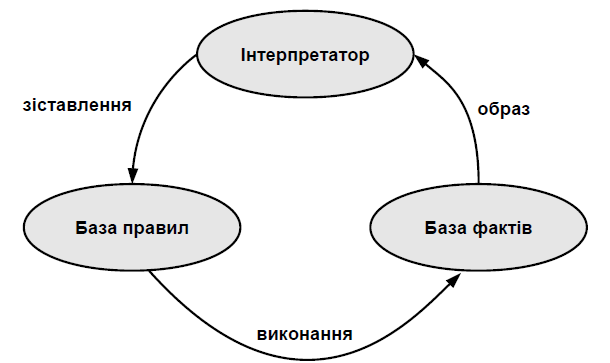 Інтерпретатор
зіставлення
образ
База правил
База фактів
виконання